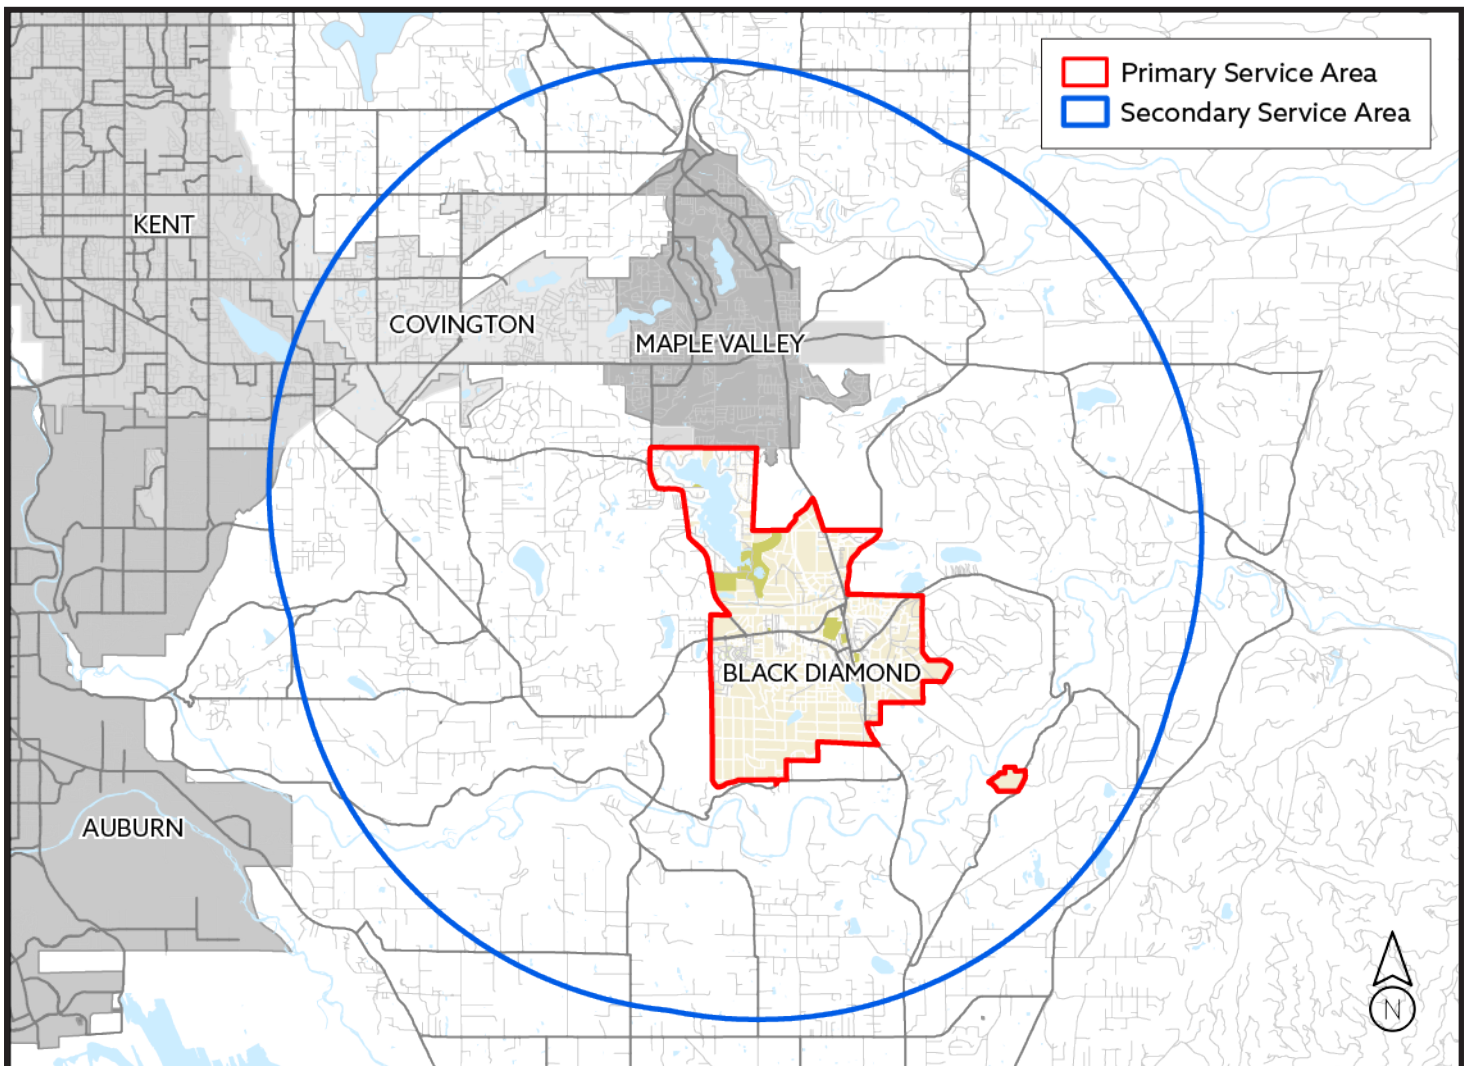 Primary Service Area
Secondary Service Area
KENT
COVINGTON
MAPLE VALLEY
BLACK DIAMOND
AUBURN
N